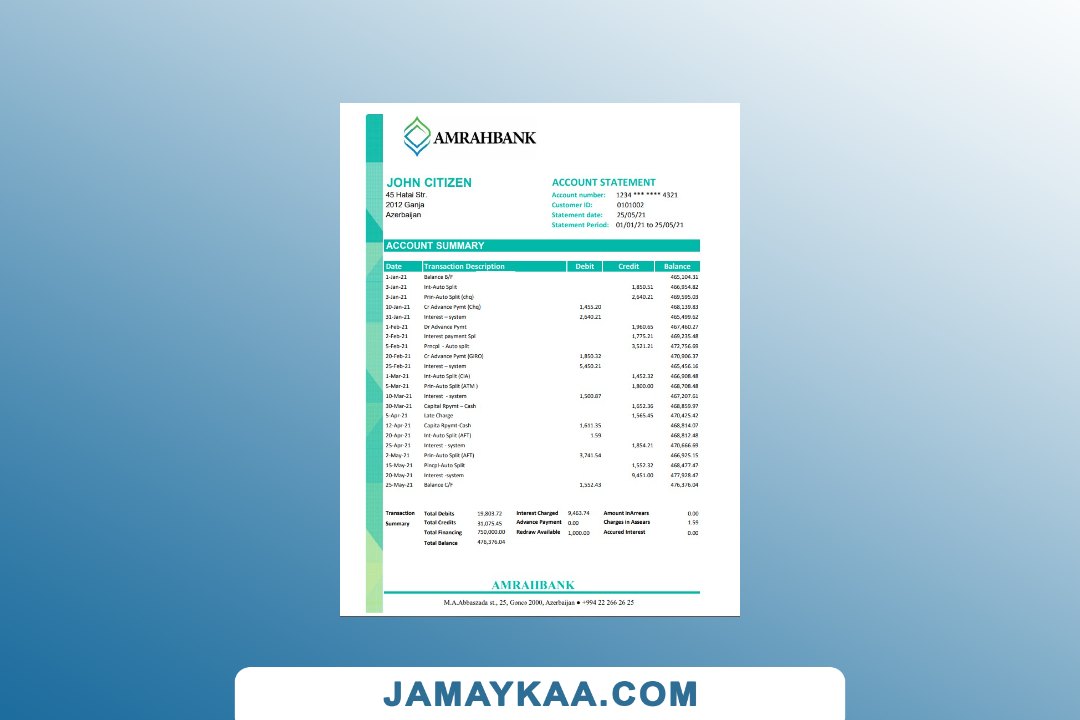 AMRAHBANK
JOHN CITIZEN
45 Hatai Str.
2012 Ganja
Azerbaijan
ACCOUNT STATEMENT
Account number: 1234 *** **** 4321
Customer ID: 0101002
Statement date: 25/05/21
Statement Period: 01/01/21 to 25/05/21
ACCOUNT SUMMARY
Date Transaction Description Debit Credit Balance
1-Jan-21 Balance B/F 465,104.31
3-Jan-21 Int-Auto Split 1,850.51 466,954.82
3-Jan-21 Prin-Auto Split (chq) 2,640.21 469,595.03
10-Jan-21 Cr Advance Pymt (Chq) 1,455.20 468,139.83
31-Jan-21 Interest – system 2,640.21 465,499.62
1-Feb-21 Dr Advance Pymt 1,960.65 467,460.27
2-Feb-21 Interest payment Spl 1,775.21 469,235.48
5-Feb-21 Prncpl - Auto split 3,521.21 472,756.69
20-Feb-21 Cr Advance Pymt (GIRO) 1,850.32 470,906.37
25-Feb-21 Interest – system 5,450.21 465,456.16
1-Mar-21 Int-Auto Split (CIA) 1,452.32 466,908.48
5-Mar-21 Prin-Auto Split (ATM ) 1,800.00 468,708.48
10-Mar-21 Interest - system 1,500.87 467,207.61
30-Mar-21 Capital Rpymt – Cash 1,652.36 468,859.97
5-Apr-21 Late Charge 1,565.45 470,425.42
12-Apr-21 Capita Rpymt-Cash 1,611.35 468,814.07
20-Apr-21 Int-Auto Split (AFT) 1.59 468,812.48
25-Apr-21 Interest - system 1,854.21 470,666.69
2-May-21 Prin-Auto Split (AFT) 3,741.54 466,925.15
15-May-21 Pincpl-Auto Split 1,552.32 468,477.47
20-May-21 Interest -system 9,451.00 477,928.47
25-May-21 Balance C/F 1,552.43 476,376.04
Transaction Total Debits 19,803.72 Interest Charged 9,463.74 Amount InArrears 0.00
Summary Total Credits 31,075.45 Advance Payment 0.00 Charges in Assears 1.59
Total Financing 750,000.00 Redraw Available 1,000.00 Accured Interest 0.00
Total Balance 476,376.04
AMRAHBANK
M.A.Abbaszada st., 25, Gəncə 2000, Azerbaijan ● +994 22 266 26 25
JAMAYKAA.COM